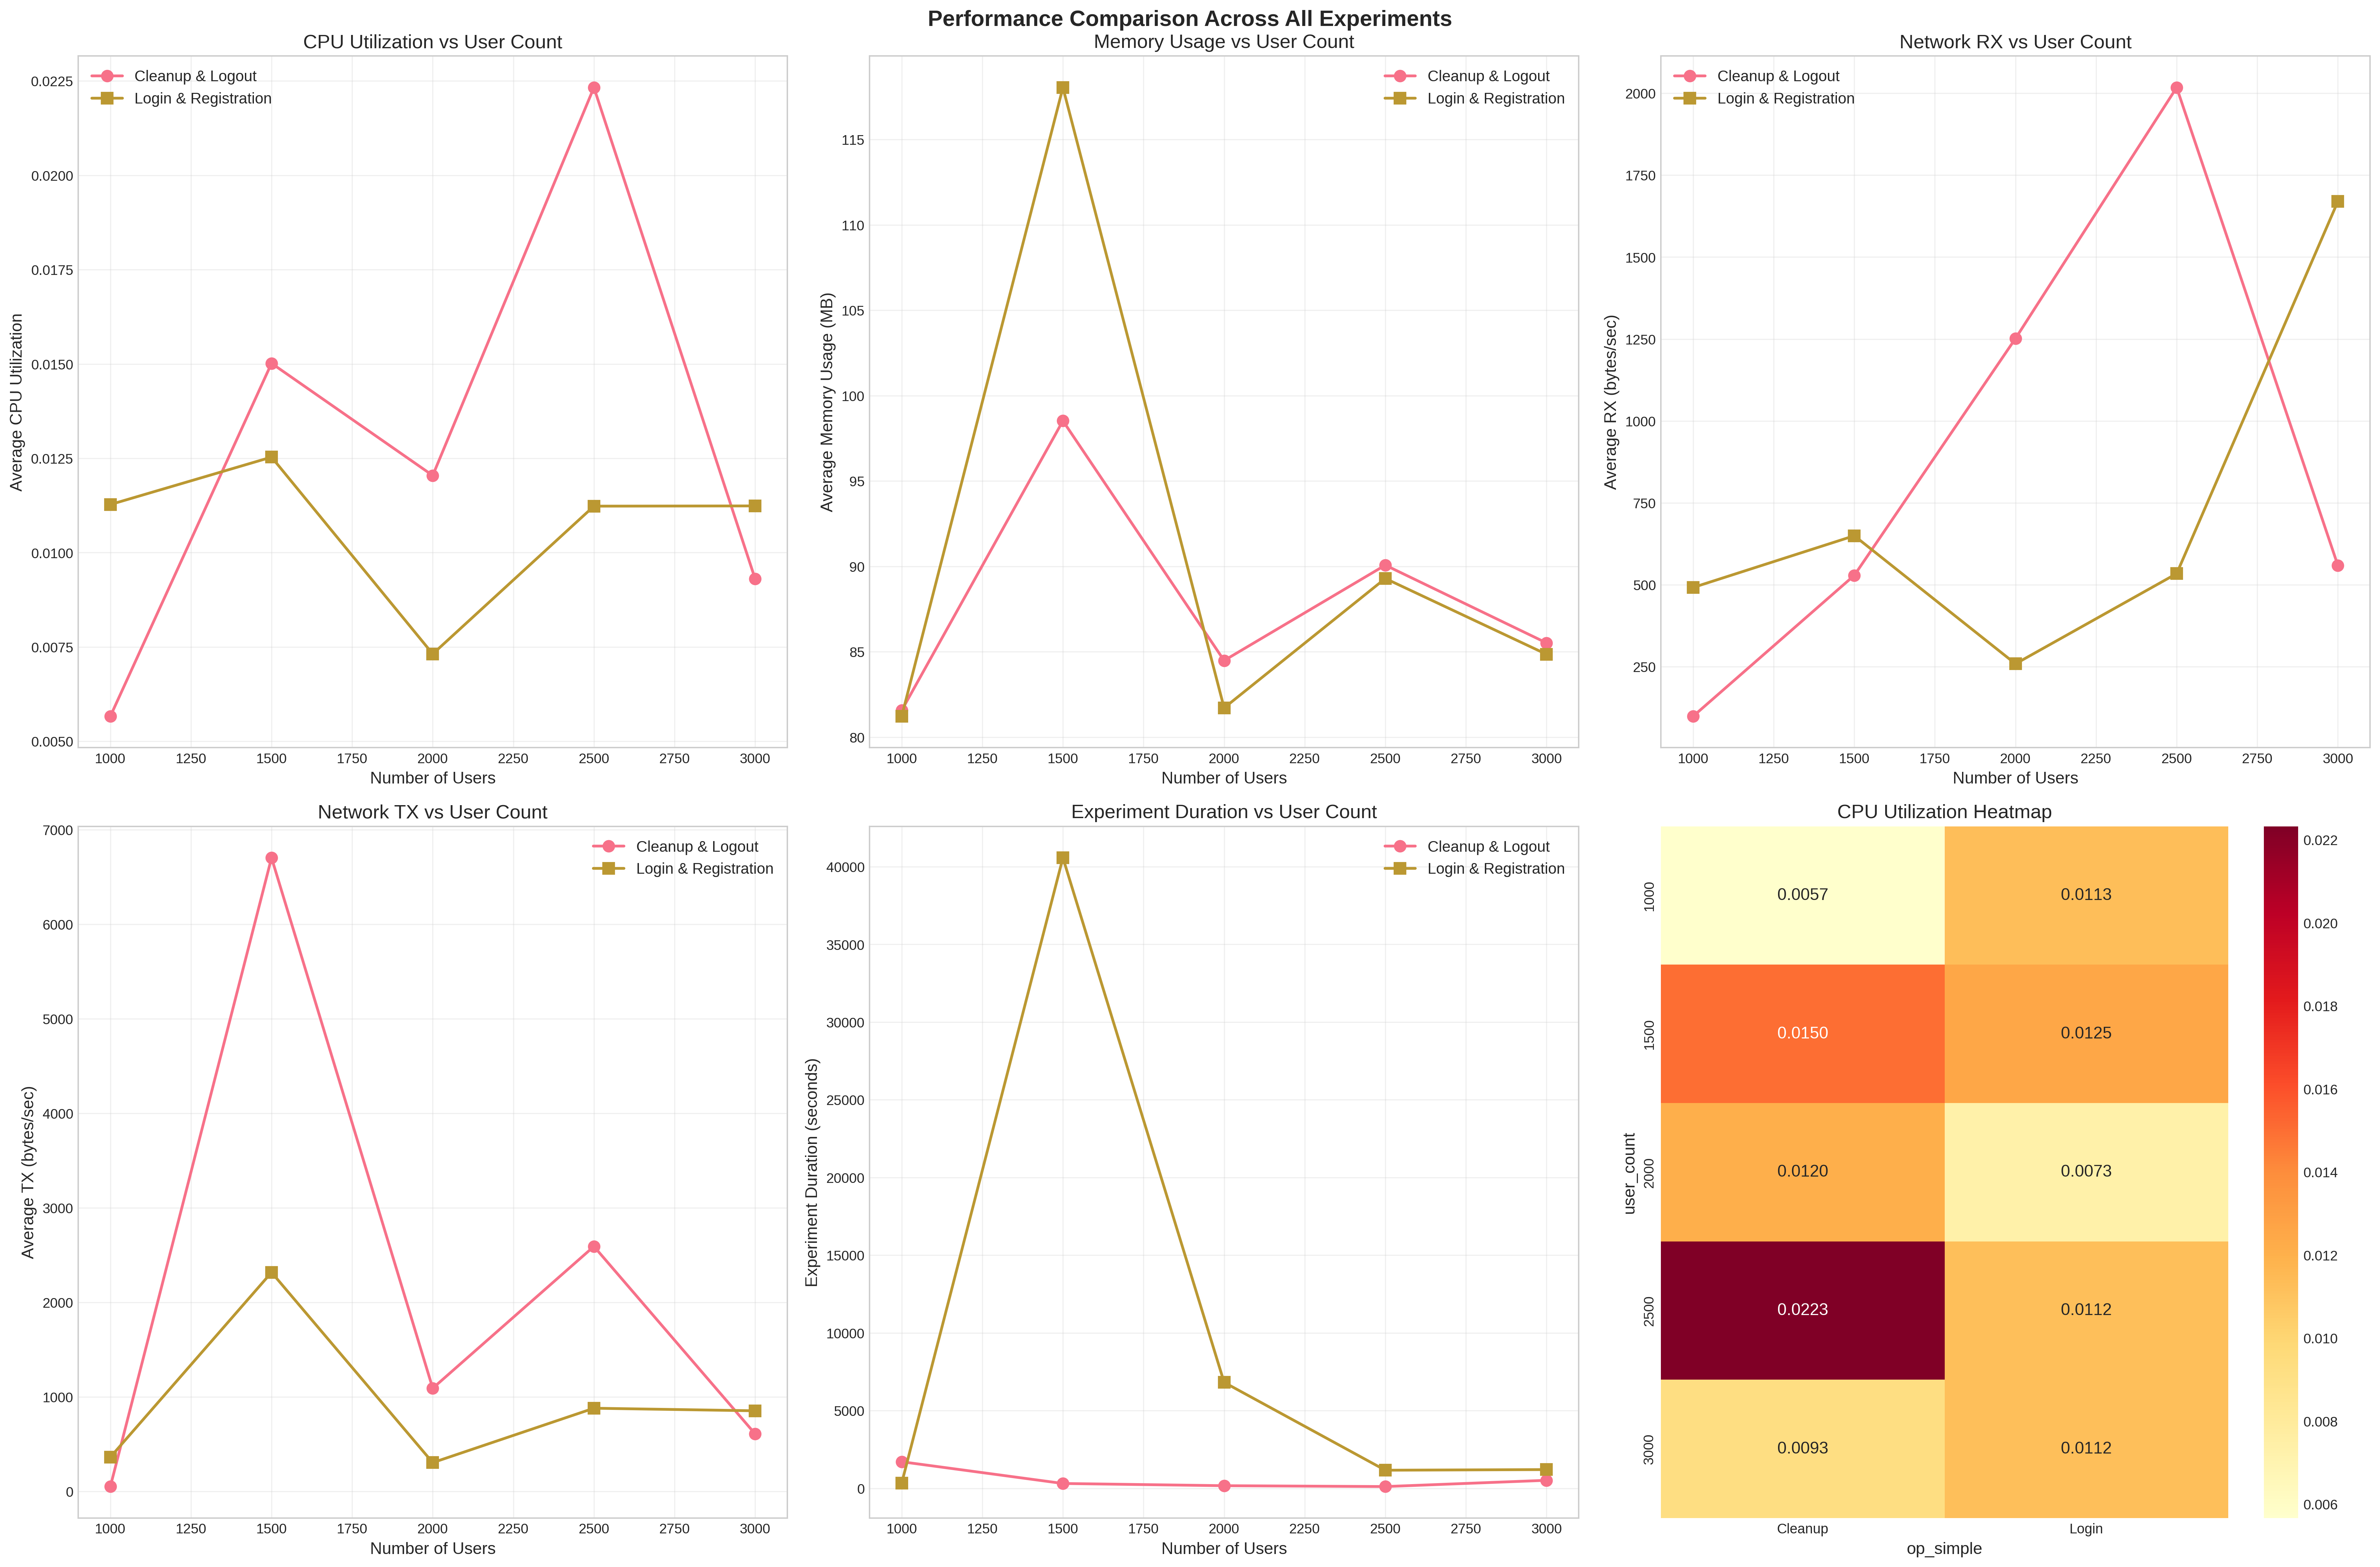 Performance Comparison Across All Experiments
CPU Utilization vs User Count
Cleanup & Logout
Login & Registration
0.0225
0.0200
0.0175
0.0150
0.0125
0.0100
0.0075
0.0050
Average CPU Utilization
1000 1250 1500 1750 2000 2250 2500 2750 3000
Number of Users
Memory Usage vs User Count
Cleanup & Logout
Login & Registration
115
110
105
100
95
90
85
80
Average Memory Usage (MB)
1000 1250 1500 1750 2000 2250 2500 2750 3000
Number of Users
Network RX vs User Count
Cleanup & Logout
Login & Registration
2000
1750
1500
1250
1000
750
500
250
Average RX (bytes/sec)
1000 1250 1500 1750 2000 2250 2500 2750 3000
Number of Users
Network TX vs User Count
Cleanup & Logout
Login & Registration
7000
6000
5000
4000
3000
2000
1000
0
Average TX (bytes/sec)
1000 1250 1500 1750 2000 2250 2500 2750 3000
Number of Users
Experiment Duration vs User Count
Cleanup & Logout
Login & Registration
40000
35000
30000
25000
20000
15000
10000
5000
0
Experiment Duration (seconds)
1000 1250 1500 1750 2000 2250 2500 2750 3000
Number of Users
CPU Utilization Heatmap
user_count
1000 0.0057 0.0113
1500 0.0150 0.0125
2000 0.0120 0.0073
2500 0.0223 0.0112
3000 0.0093 0.0112
Cleanup Login
op_simple
0.022
0.020
0.018
0.016
0.014
0.012
0.010
0.008
0.006